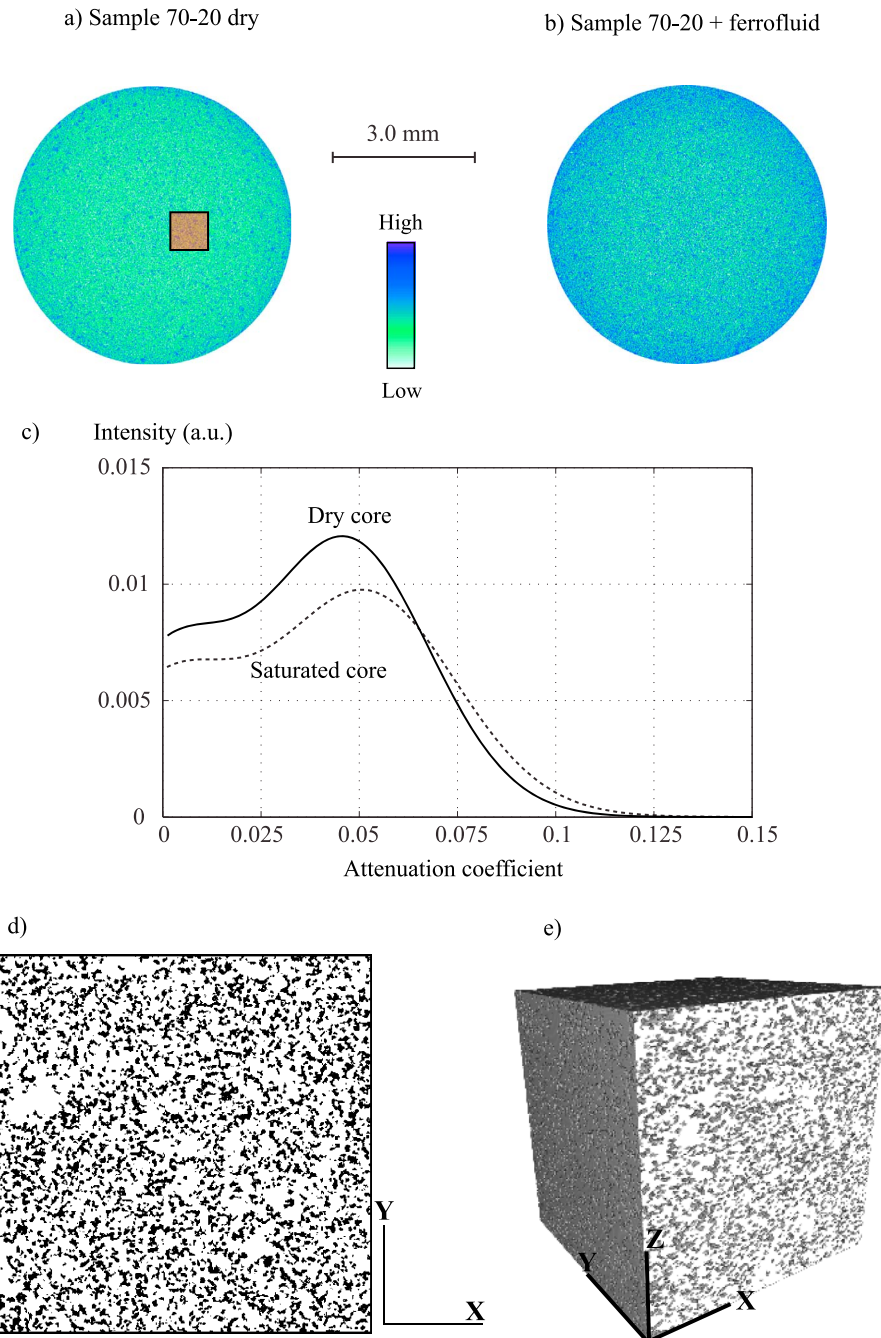 a) Sample 70-20 dry
b) Sample 70-20 + ferrofluid
3.0 mm
High
Low
c)
Intensity (a.u.)
0.015
Dry core
0.01
Saturated core
0.005
0
0 0.025 0.05 0.075 0.1 0.125 0.15
Attenuation coefficient
d)
e)
Y
X
Z
Y
X